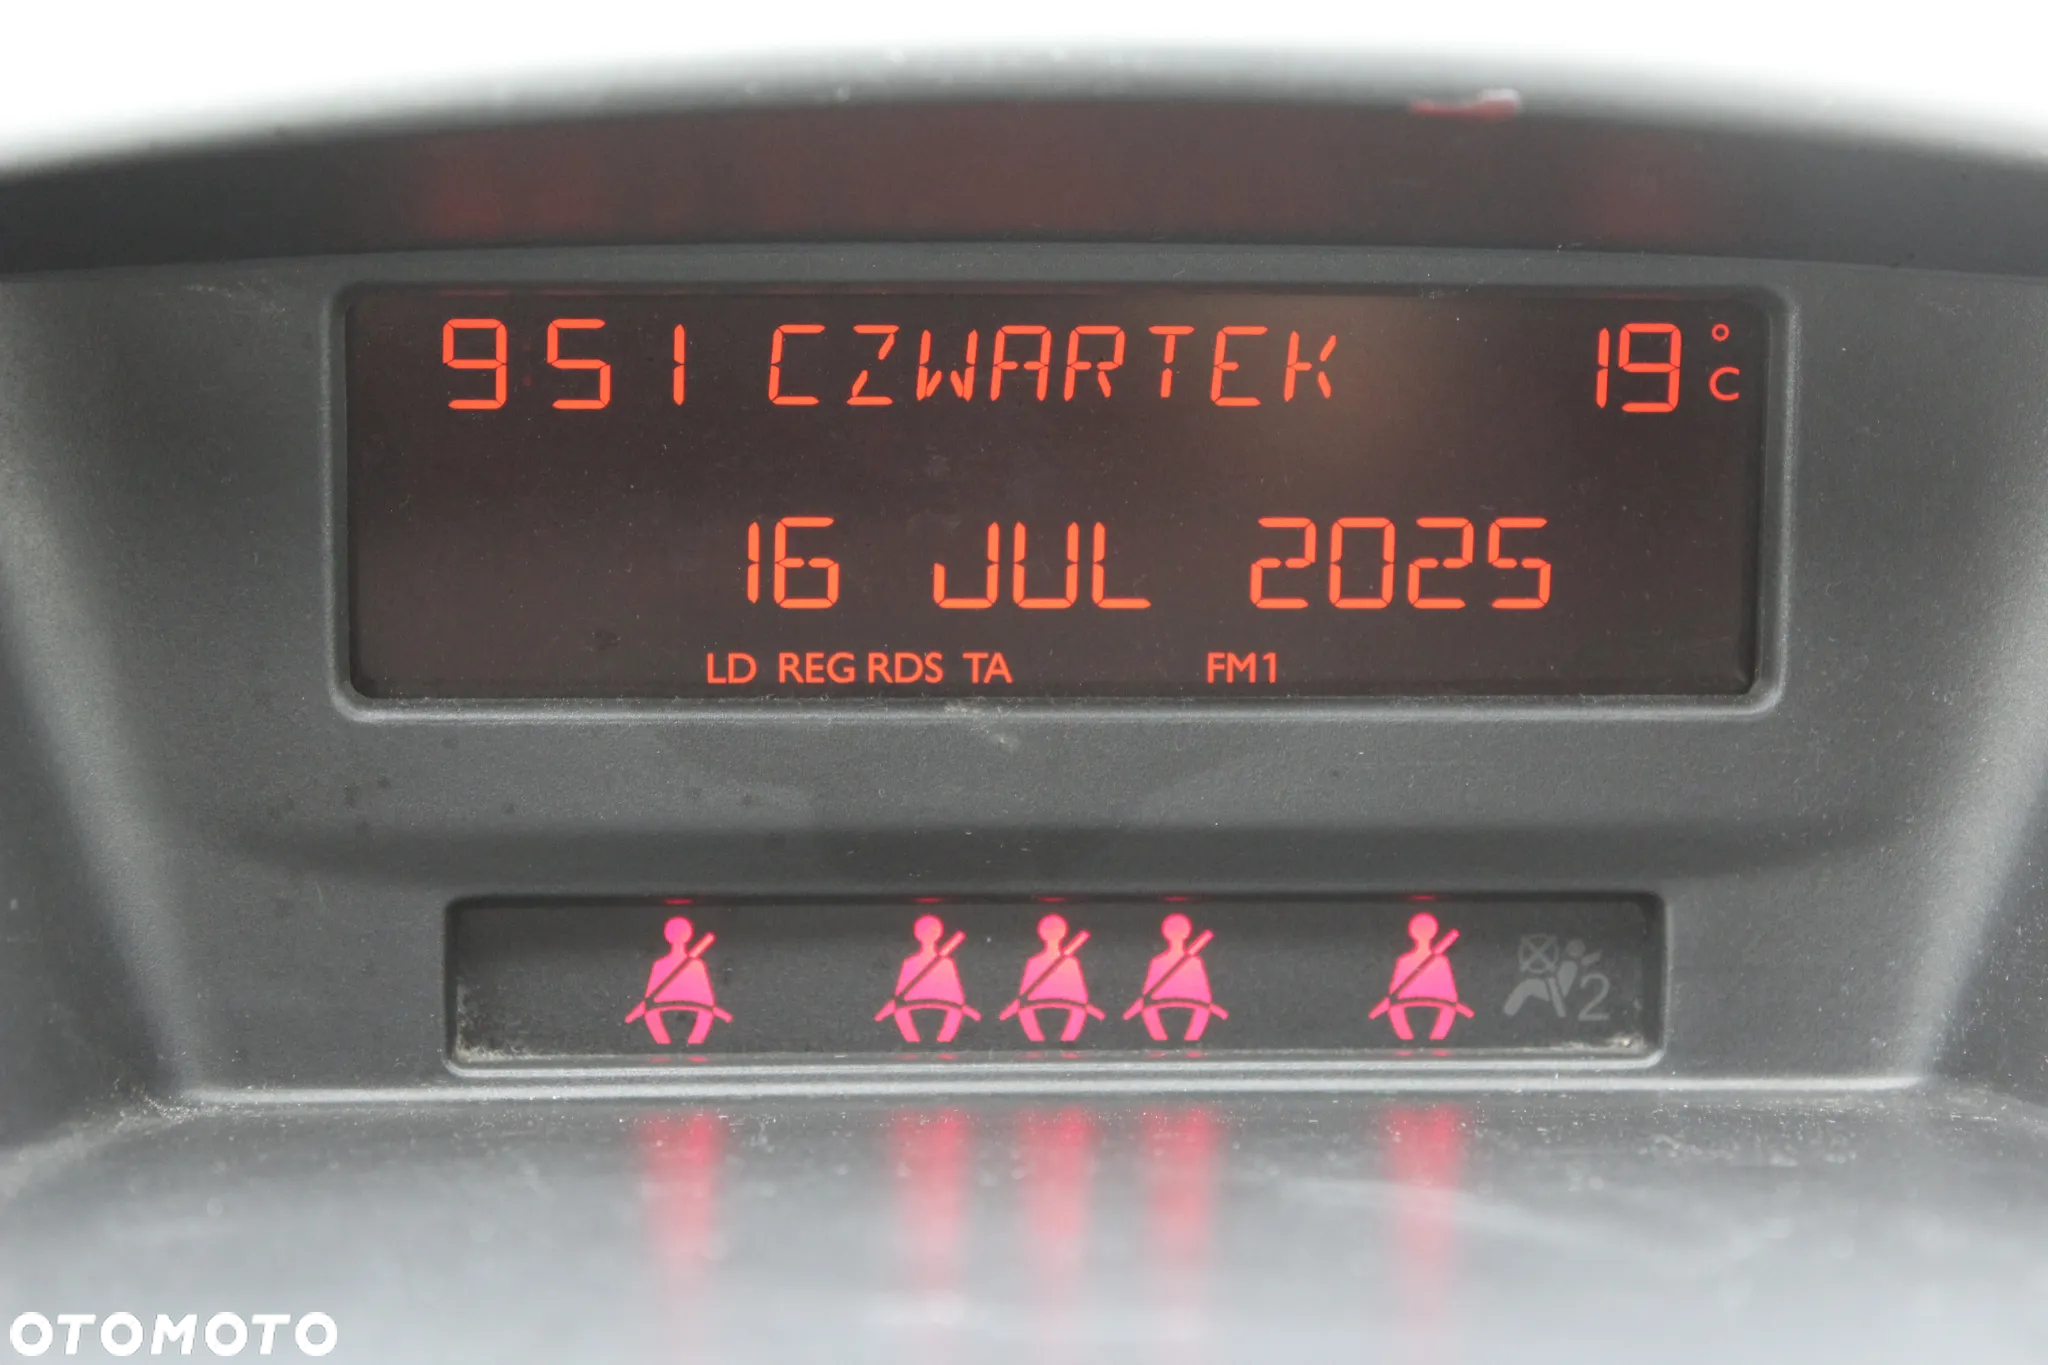 951 CZWARTEK 19°C
16 JUL 2025
LD REG RDS TA FM1
2
OTOMOTO